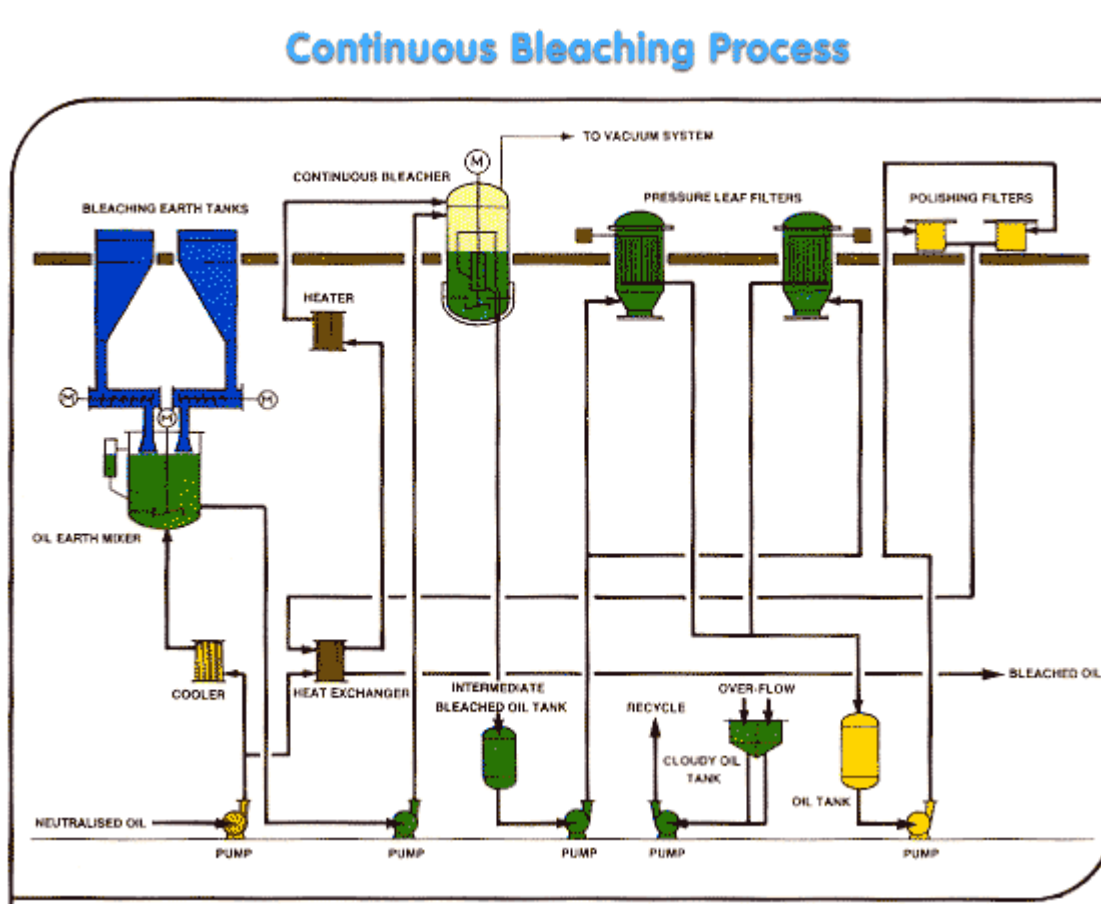 Continuous Bleaching Process
TO VACUUM SYSTEM
M
CONTINUOUS BLEACHER
BLEACHING EARTH TANKS
PRESSURE LEAF FILTERS
POLISHING FILTERS
HEATER
M
M
M
OIL EARTH MIXER
COOLER
HEAT EXCHANGER
INTERMEDIATE
BLEACHED OIL TANK
RECYCLE
OVER-FLOW
BLEACHED OIL
CLOUDY OIL
TANK
OIL TANK
NEUTRALISED OIL
PUMP
PUMP
PUMP
PUMP
PUMP